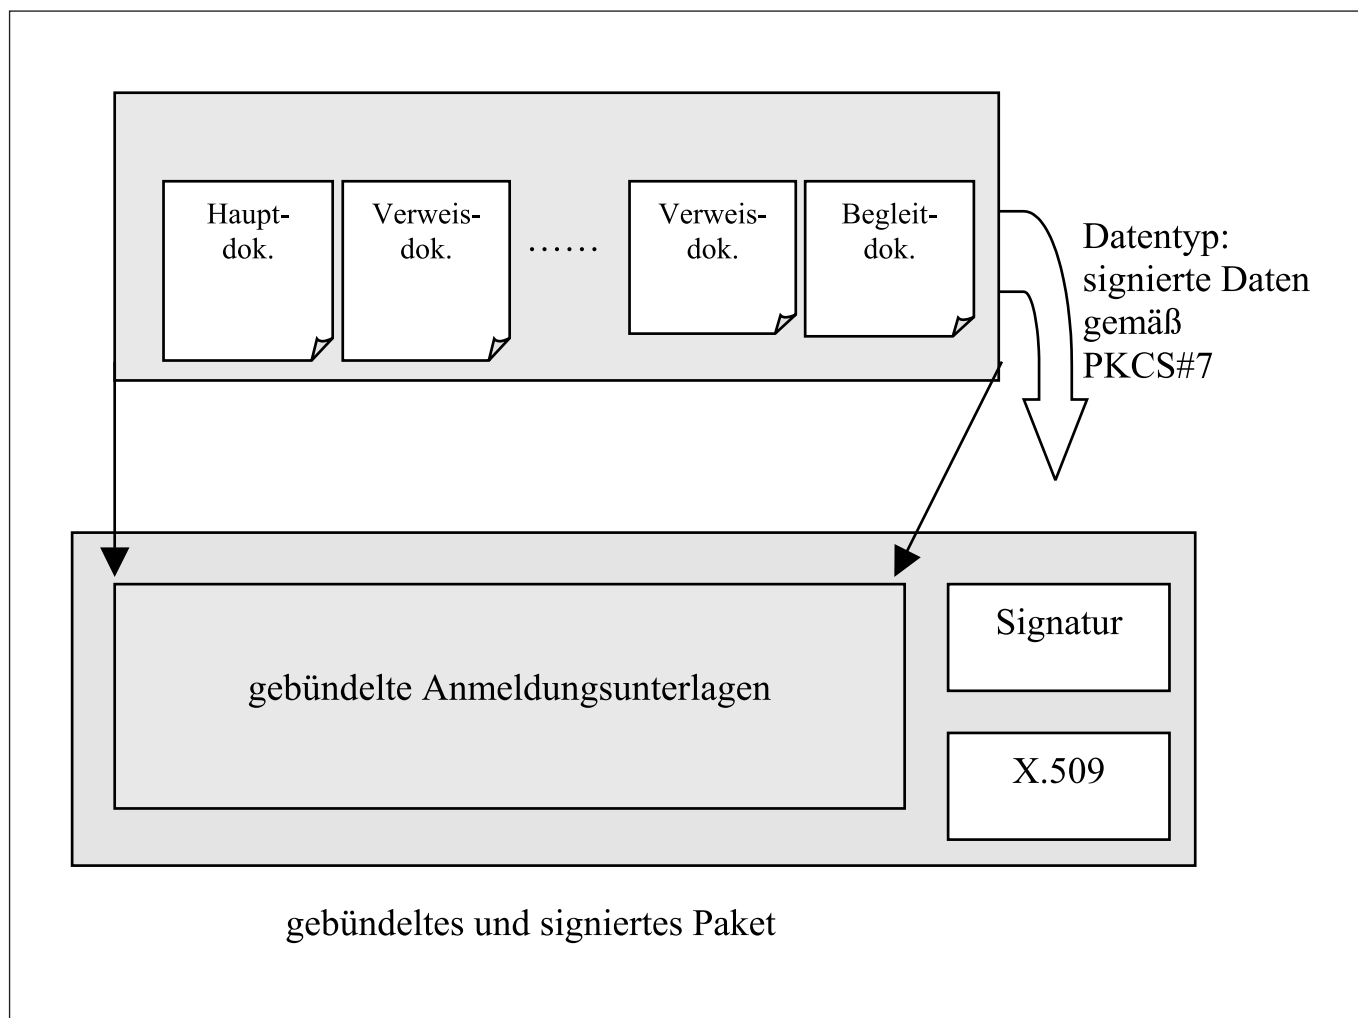 Haupt-
dok.
Verweis-
dok.
......
Verweis-
dok.
Begleit-
dok.
Datentyp:
signierte Daten
gemäß
PKCS#7
gebündelte Anmeldungsunterlagen
Signatur
X.509
gebündeltes und signiertes Paket